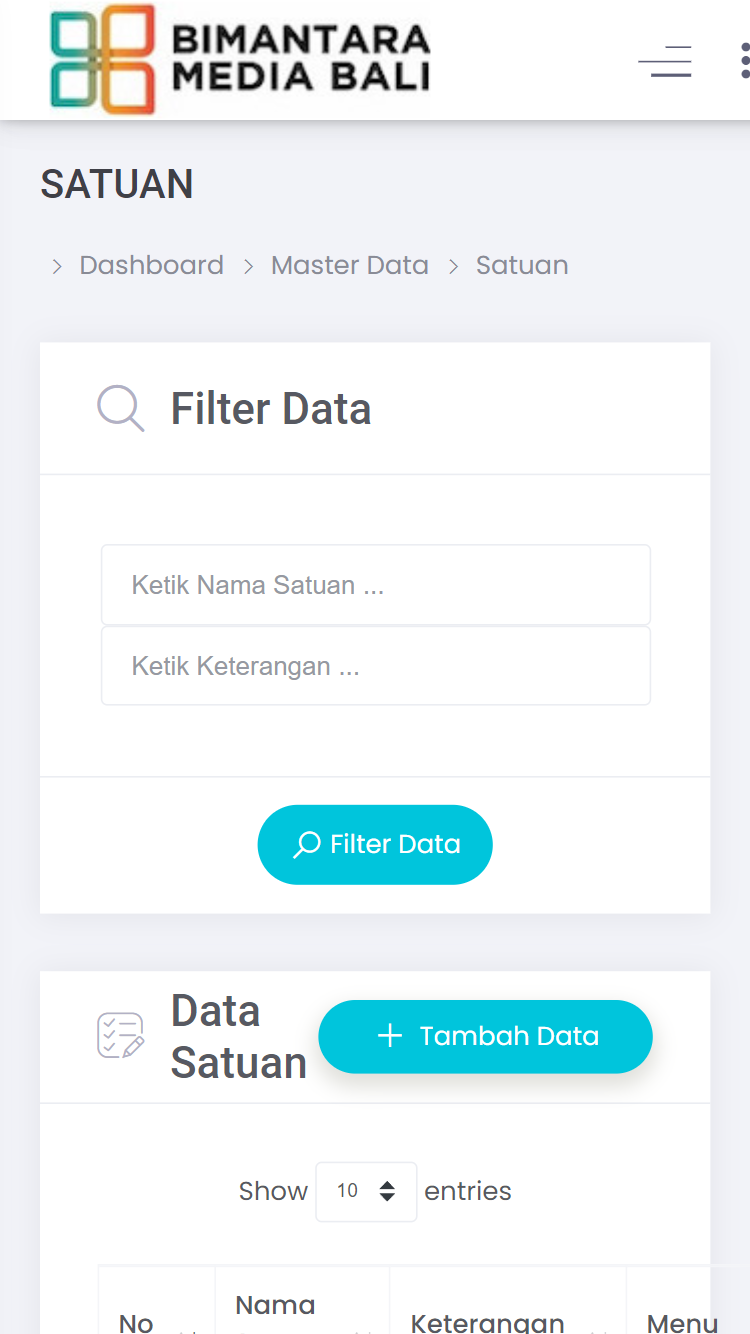 BIMANTARA
MEDIA BALI
SATUAN
Dashboard Master Data Satuan
Filter Data
Ketik Nama Satuan ...
Ketik Keterangan ...
Filter Data
Data
Satuan
Tambah Data
Show 10 entries
No Nama Keterangan Menu